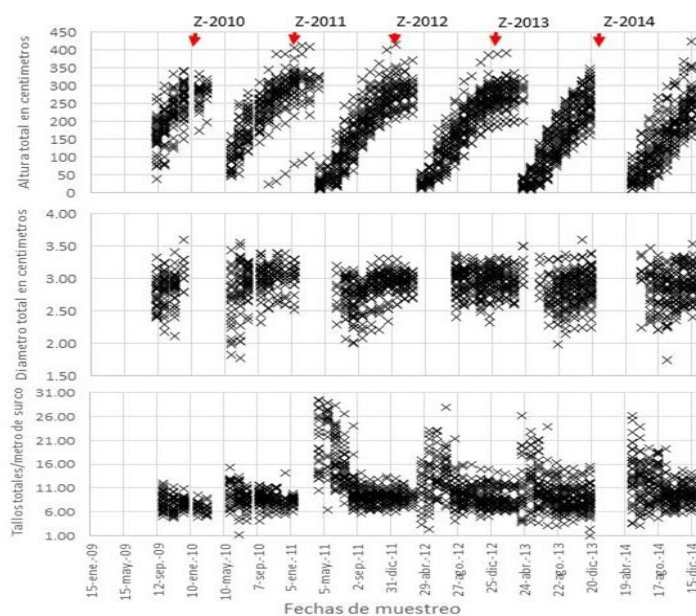 Z-2010 Z-2011 Z-2012 Z-2013 Z-2014
Altura total en centimetros
450
400
350
300
250
200
150
100
50
0
Diametro total en centimetros
4.00
3.50
3.00
2.50
2.00
1.50
Tallos totales/metro de surco
31.00
26.00
21.00
16.00
11.00
6.00
1.00
15-ene.-09
15-may.-09
12-sep.-09
10-ene.-10
10-may.-10
7-sep.-10
5-ene.-11
5-may.-11
2-sep.-11
31-dic.-11
29-abr.-12
27-ago.-12
25-dic.-12
24-abr.-13
22-ago.-13
20-dic.-13
19-abr.-14
17-ago.-14
15-dic.-14
Fechas de muestreo